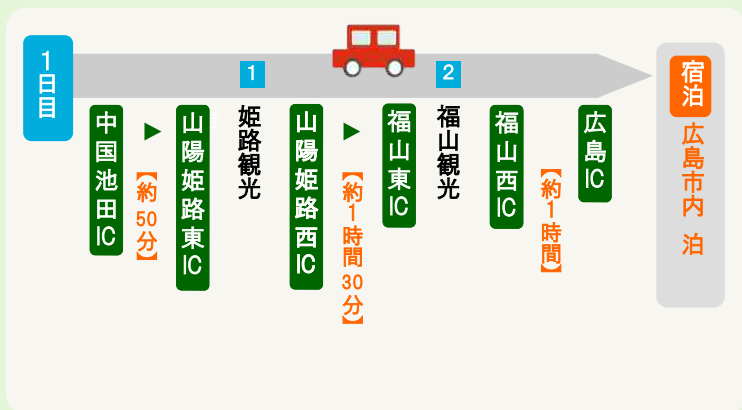 1日目
中国池田IC
▶
【約50分】
山陽姫路東IC
1
姫路観光
山陽姫路西IC
▶
【約1時間30分】
福山東IC
2
福山観光
福山西IC
【約1時間】
広島IC
宿泊
広島市内 泊